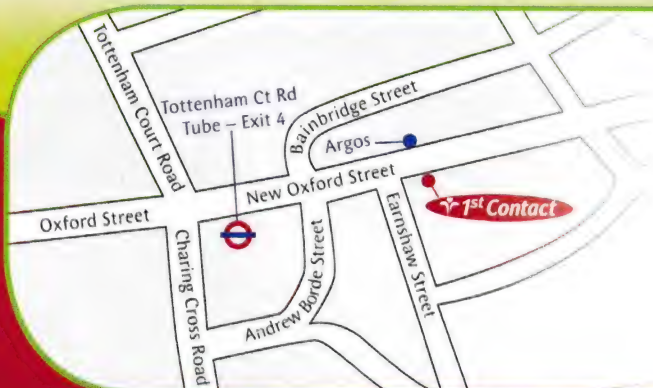 Tottenham Court Road
Tottenham Ct Rd
Tube – Exit 4
Bainbridge Street
Argos
New Oxford Street
1st Contact
Oxford Street
Earnshaw Street
Charing Cross Road
Andrew Borde Street